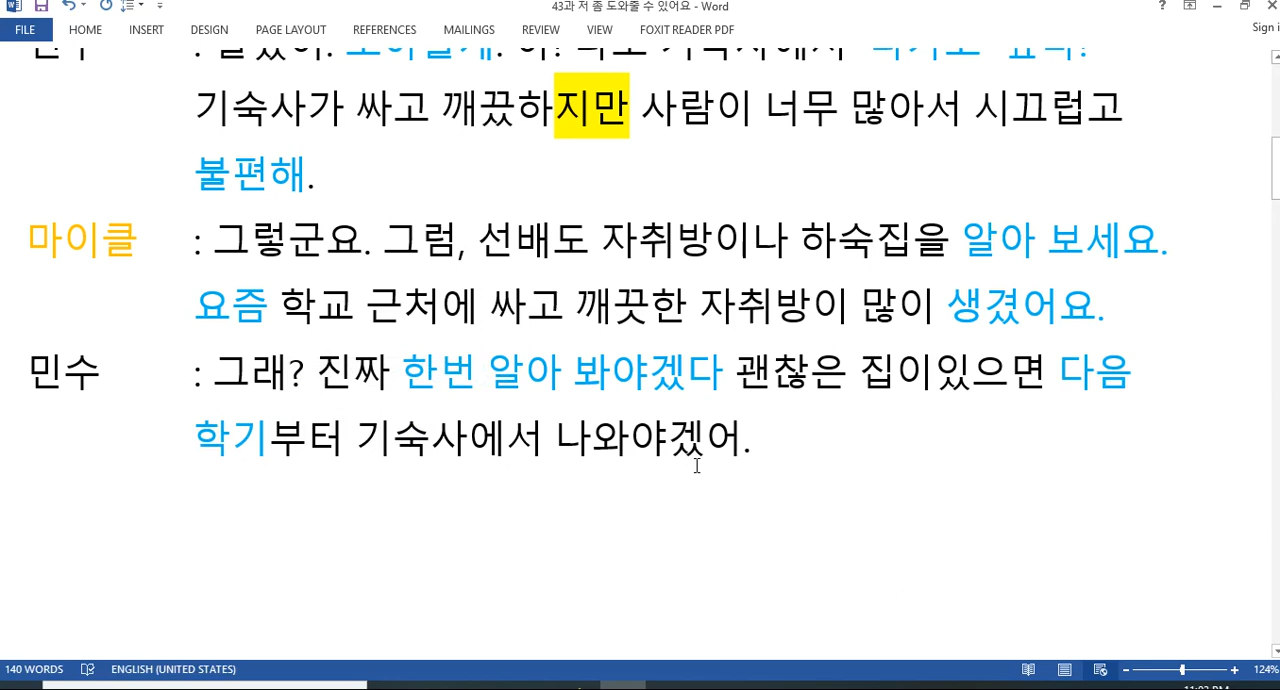 43과 저 좀 도와줄 수 있어요 - Word
FILE HOME INSERT DESIGN PAGE LAYOUT REFERENCES MAILINGS REVIEW VIEW FOXIT READER PDF Sign i
기숙사가 싸고 깨끘하지만 사람이 너무 많아서 시끄럽고
불편해.
마이클 : 그렇군요. 그럼, 선배도 자취방이나 하숙집을 알아 보세요.
요즘 학교 근처에 싸고 깨끗한 자취방이 많이 생겼어요.
민수 : 그래? 진짜 한번 알아 봐야겠다 괜찮은 집이있으면 다음
학기부터 기숙사에서 나와야겠어.
140 WORDS ENGLISH (UNITED STATES) 124%